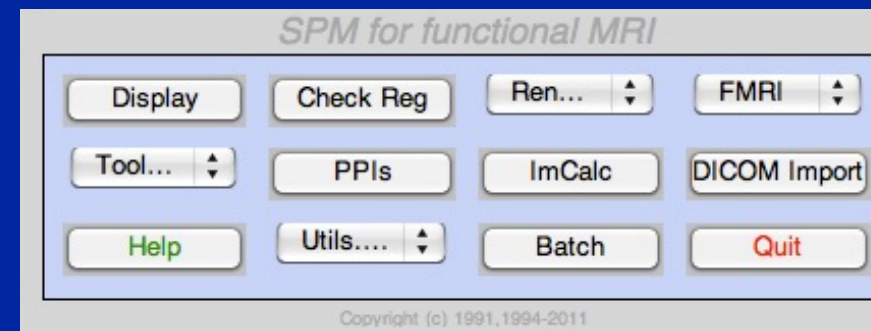 SPM for functional MRI
Display Check Reg Ren... FMRI
Tool... PPIs ImCalc DICOM Import
Help Utils.... Batch Quit
Copyright (c) 1991,1994-2011